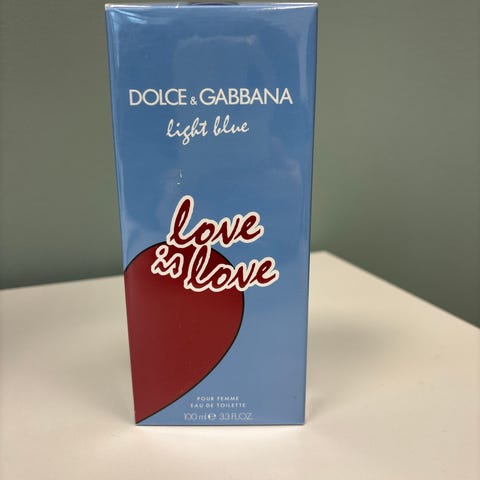 DOLCE & GABBANA
light blue
love
is love
POUR FEMME
EAU DE TOILETTE
100 ml e 3.3 FL.OZ.